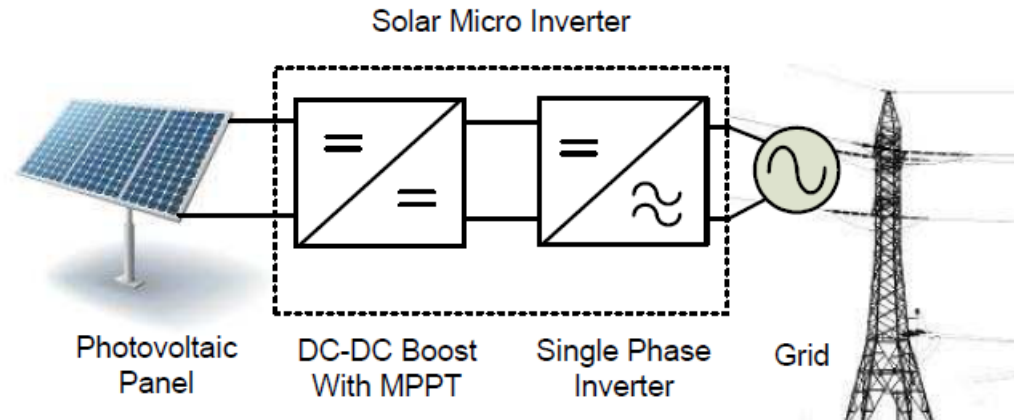 Solar Micro Inverter
Photovoltaic
Panel
DC-DC Boost
With MPPT
Single Phase
Inverter
Grid